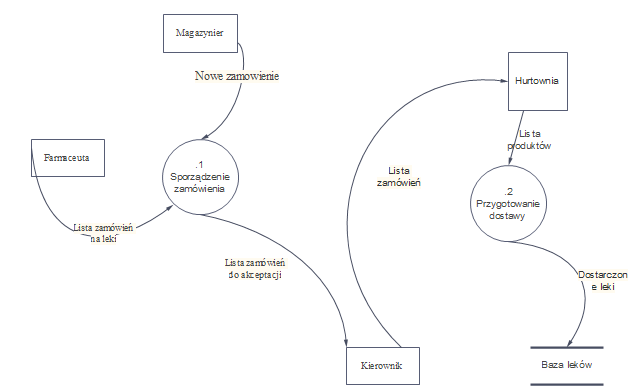 Magazynier
Nowe zamowienie
Hurtownia
Farmaceuta
.1
Sporządzenie
zamówienia
Lista
produktów
Lista
zamówień
.2
Przygotowanie
dostawy
Lista zamówień
na leki
Lista zamówień
do akceptacji
Dostarczon
e leki
Kierownik
Baza leków